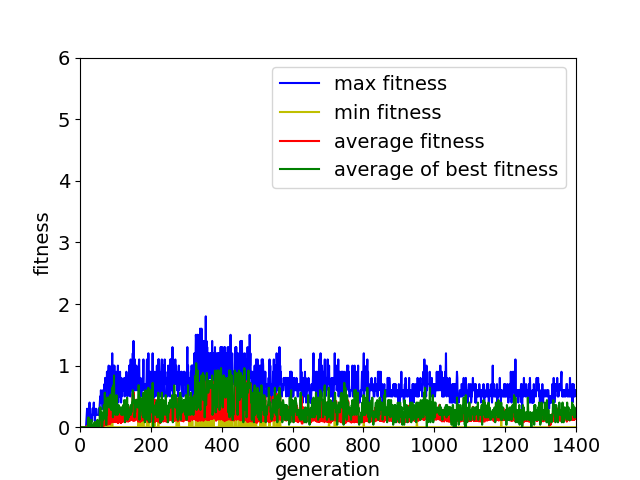 6
5
4
3
2
1
0
fitness
max fitness
min fitness
average fitness
average of best fitness
0 200 400 600 800 1000 1200 1400
generation